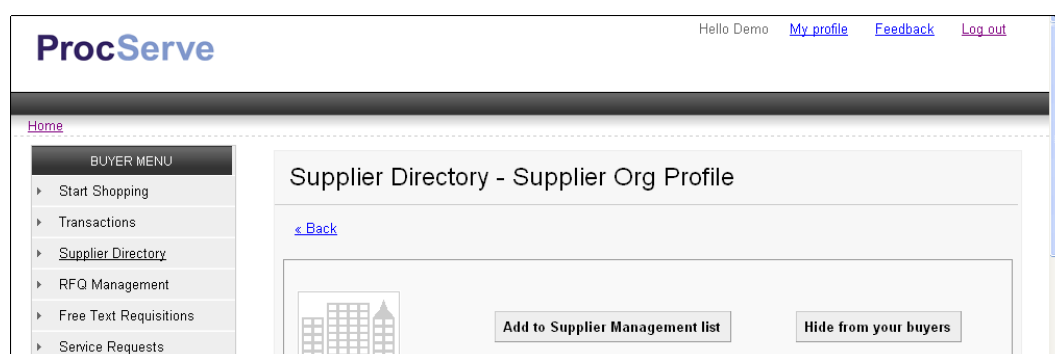 Hello Demo My profile Feedback Log out
ProcServe
Home
BUYER MENU
Start Shopping
Transactions
Supplier Directory
RFQ Management
Free Text Requisitions
Service Requests
Supplier Directory - Supplier Org Profile
« Back
Add to Supplier Management list Hide from your buyers